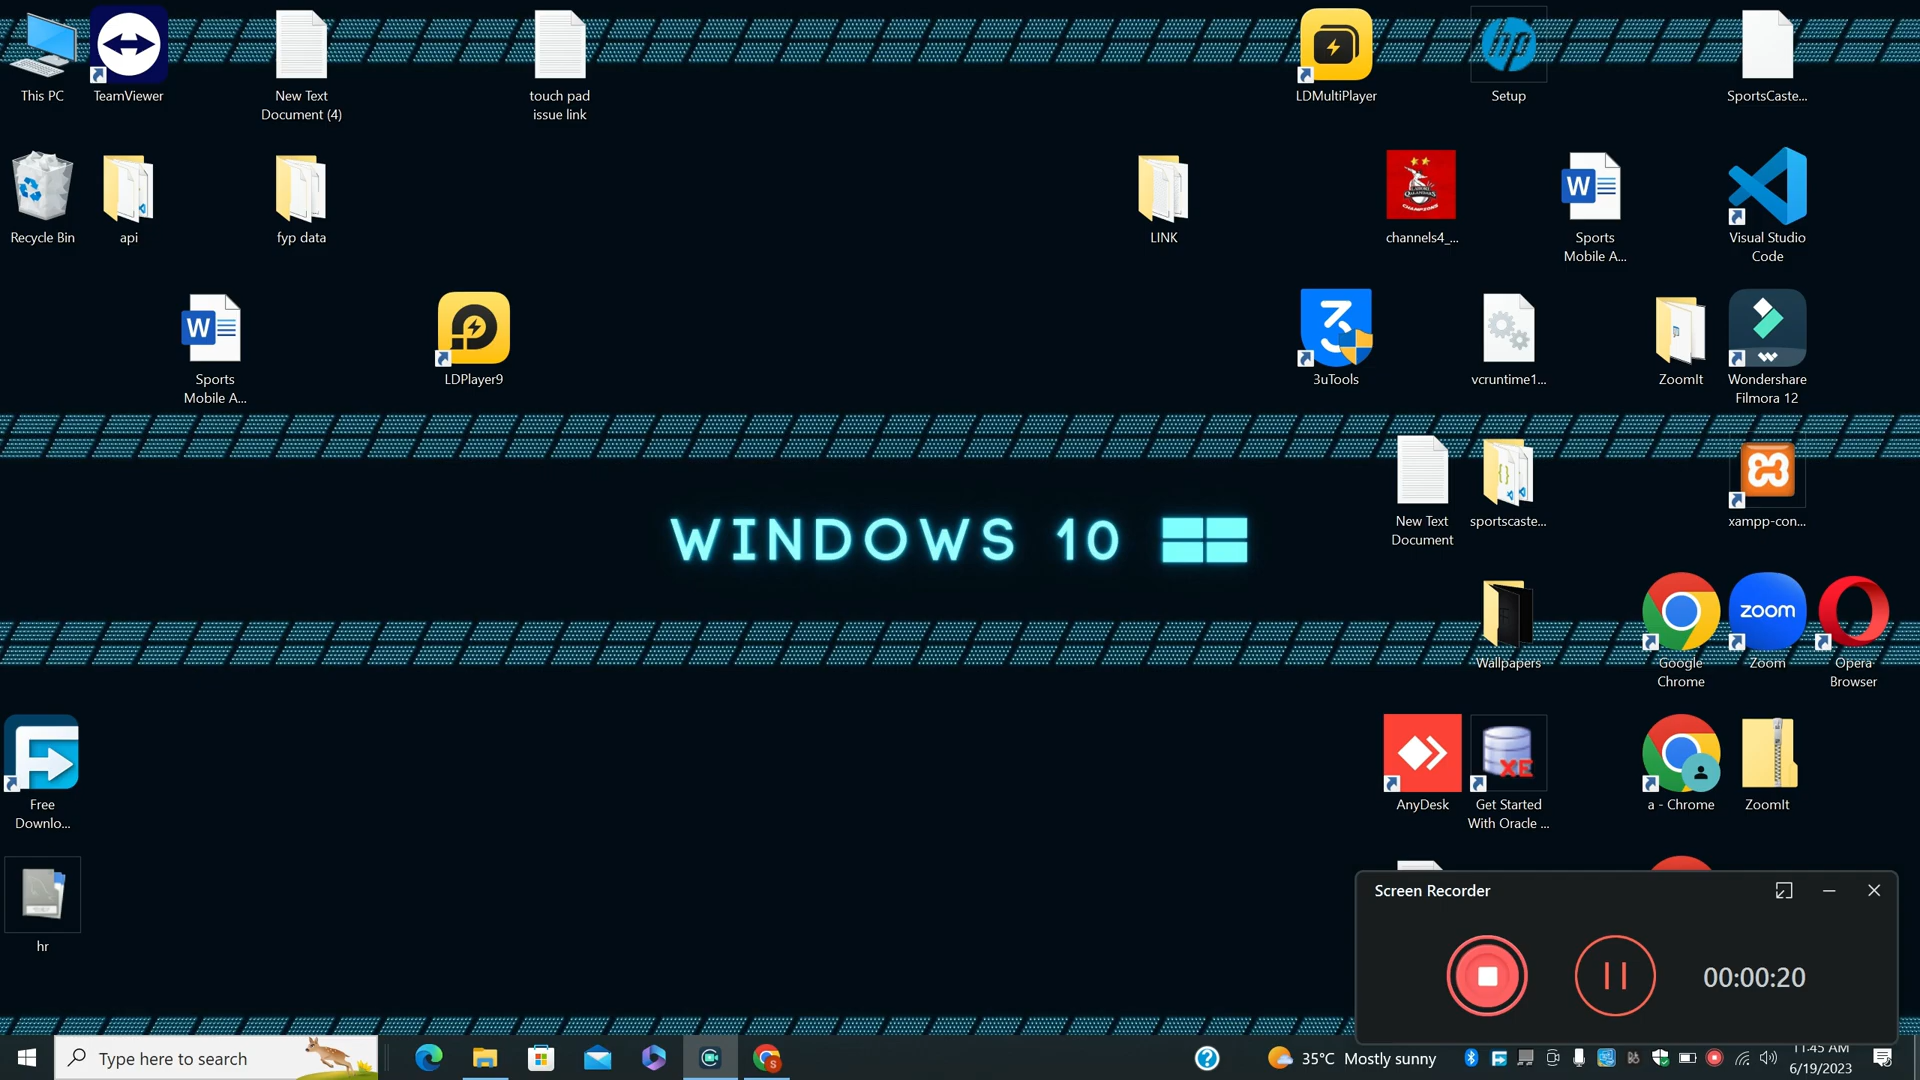 This PC
TeamViewer
New Text
Document (4)
touch pad
issue link
LDMultiPlayer
hp
Setup
SportsCaste...
Recycle Bin
api
fyp data
LINK
CHAMPIONS
channels4_...
W
Sports
Mobile A...
Visual Studio
Code
W
Sports
Mobile A...
LDPlayer9
3uTools
vcruntime1...
ZoomIt
Wondershare
Filmora 12
New Text
Document
sportscaste...
xampp-con...
WINDOWS 10
Wallpapers
Google
Chrome
zoom
Zoom
Opera
Browser
Free
Downlo...
AnyDesk
XE
Get Started
With Oracle ...
a - Chrome
ZoomIt
hr
Screen Recorder
00:00:20
Type here to search
S
35°C Mostly sunny
11:45 AM
6/19/2023